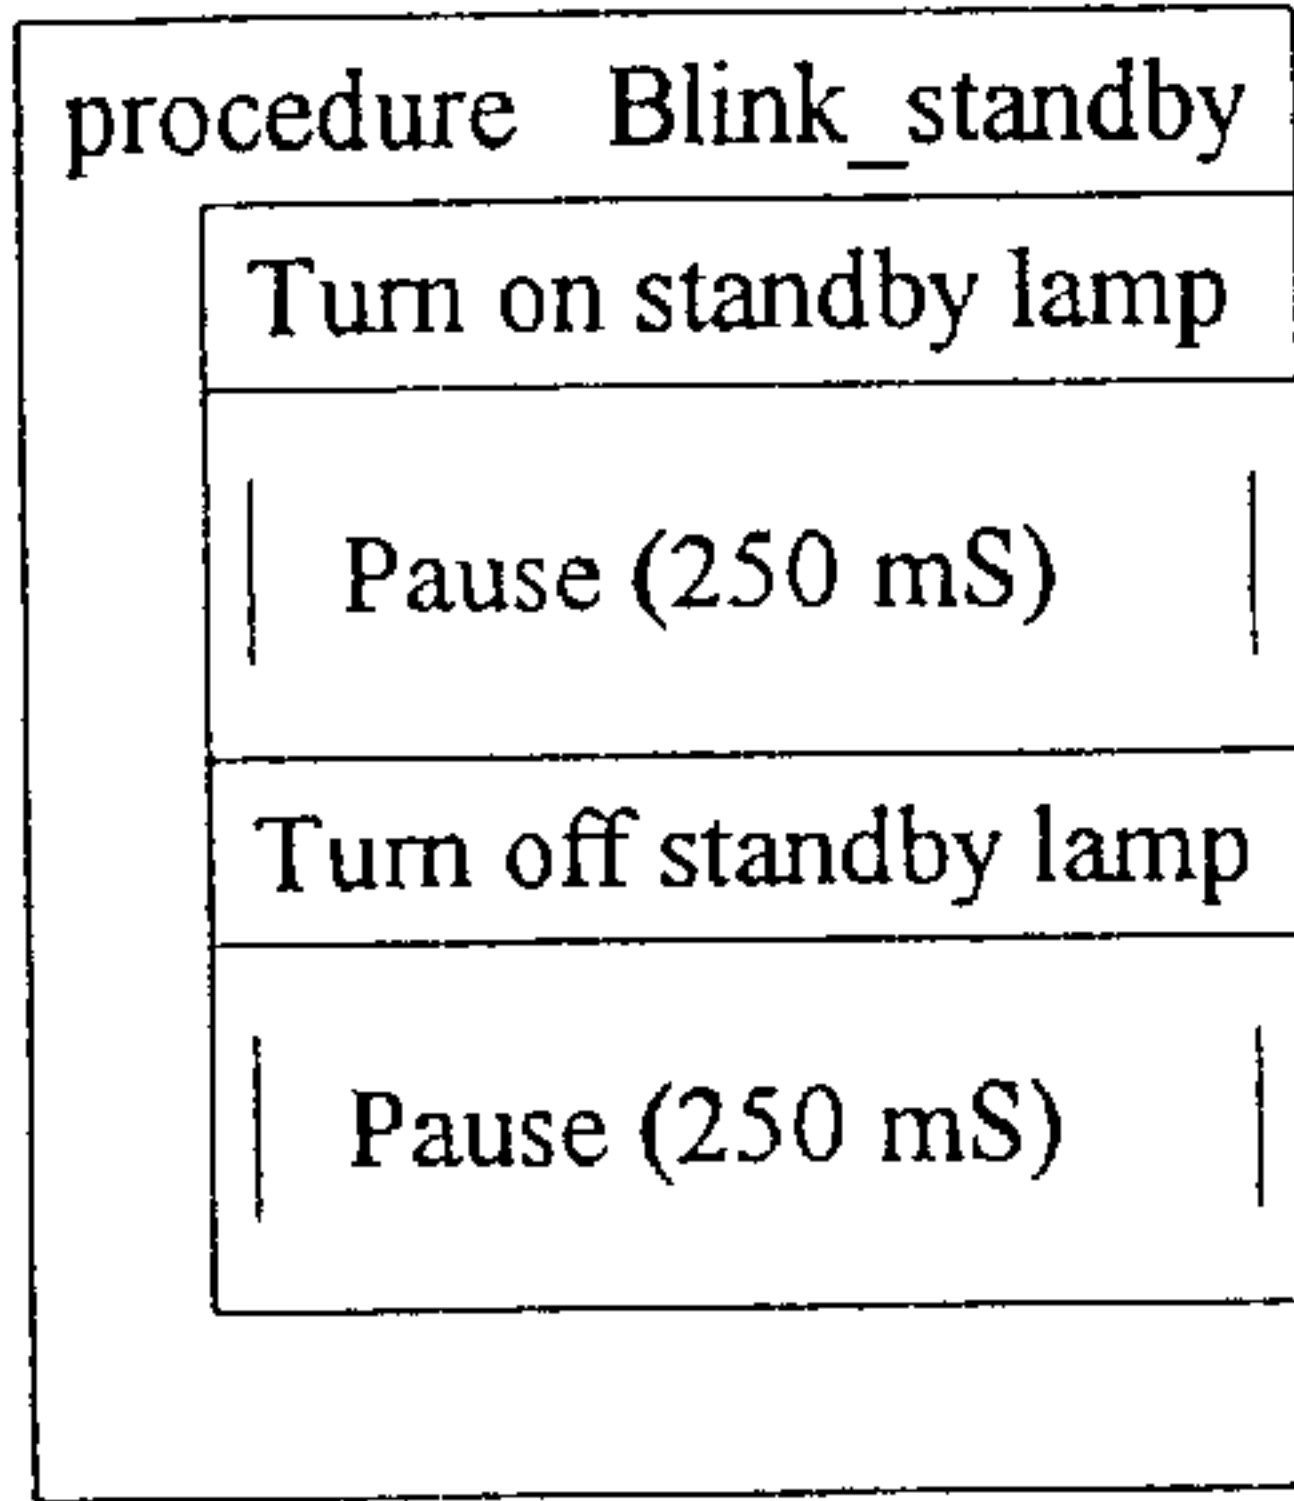 procedure Blink_standby
Turn on standby lamp
Pause (250 mS)
Turn off standby lamp
Pause (250 mS)